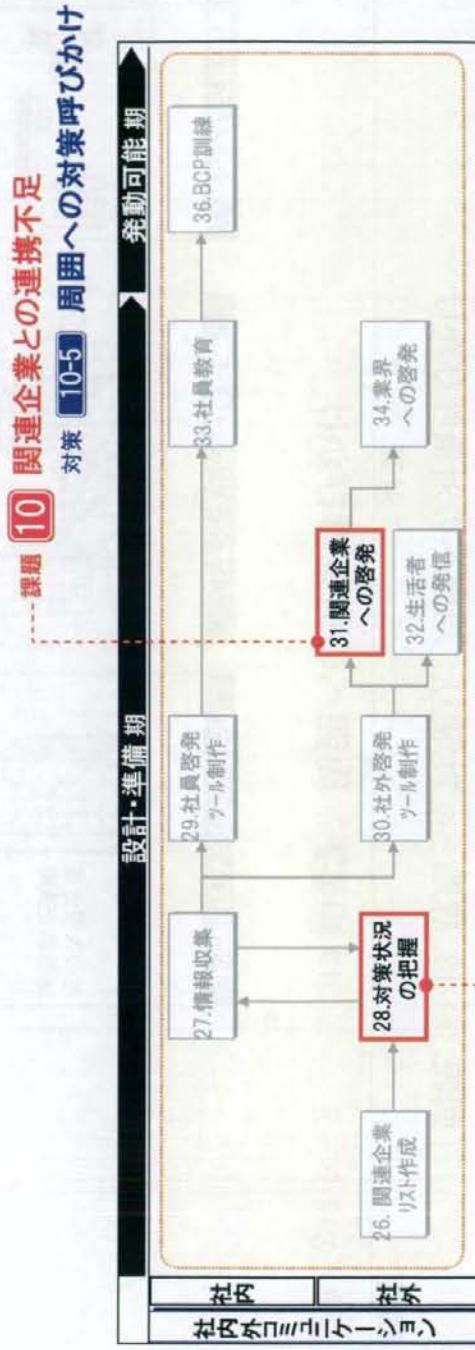 課題 10 関連企業との連携不足
対策 10-5 周囲への対策呼びかけ
設計・準備 期
発動可能 期
社内外コミュニケーション
社内
社外
27.情報収集
29.社員啓発
ツール制作
33.社員教育
36.BCP訓練
26.関連企業
リスト作成
28.対策状況
の把握
30.社外啓発
ツール制作
31.関連企業
への啓発
32.生活者
への発信
34.業界
への啓発